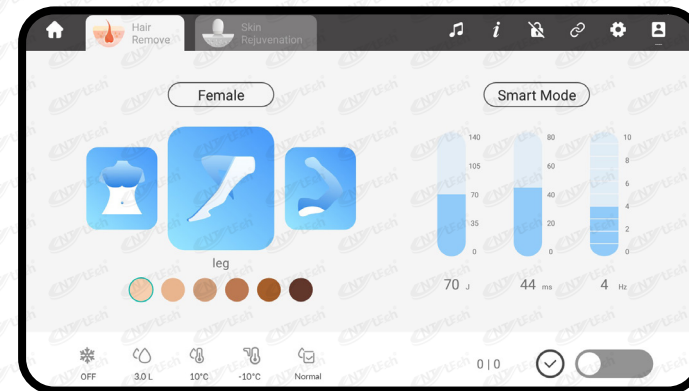 Hair
Remove
Skin
Rejuvenation
Female
Smart Mode
leg
140
105
70
35
0
80
60
40
20
0
10
8
6
4
2
0
70 J
44 ms
4 Hz
OFF
3.0 L
10°C
-10°C
Normal
0 | 0